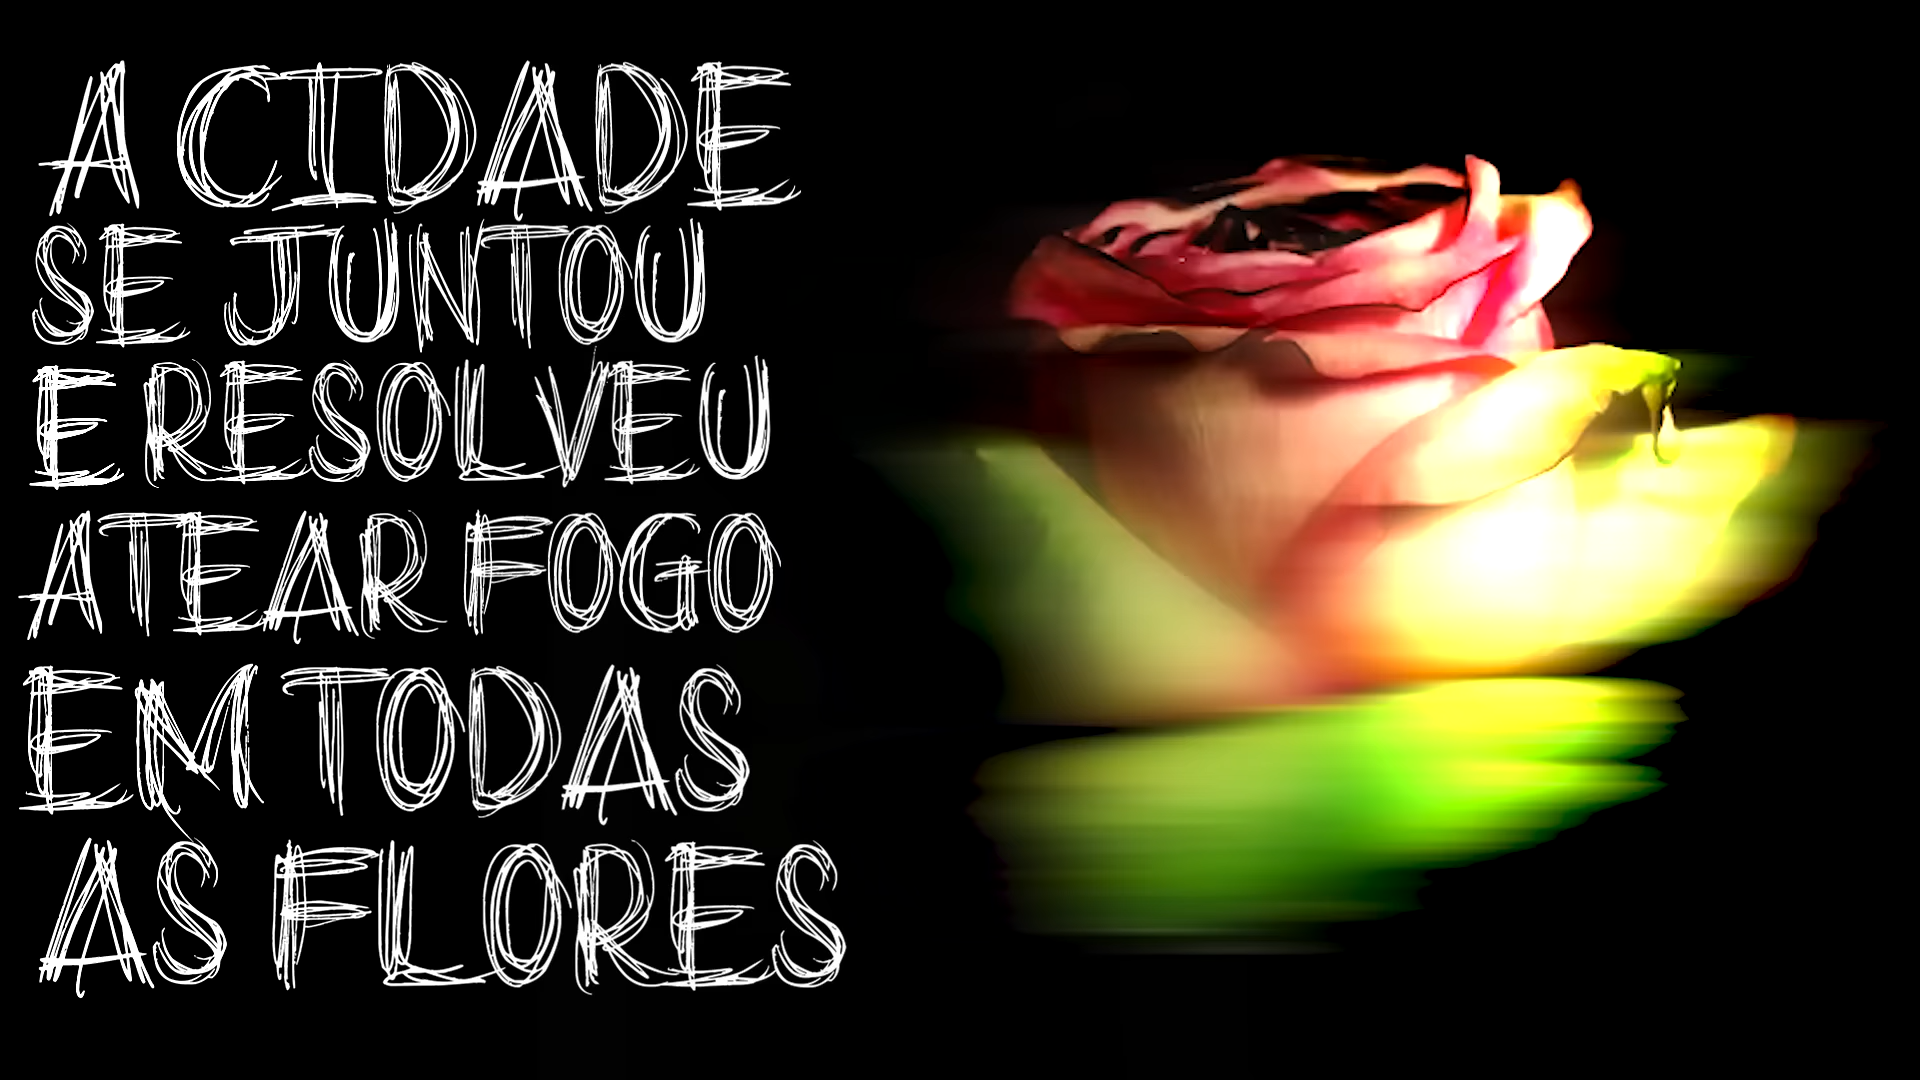 A CIDADE
SE JUNTOU
E RESOLVEU
ATEAR FOGO
EM TODAS
AS FLORES